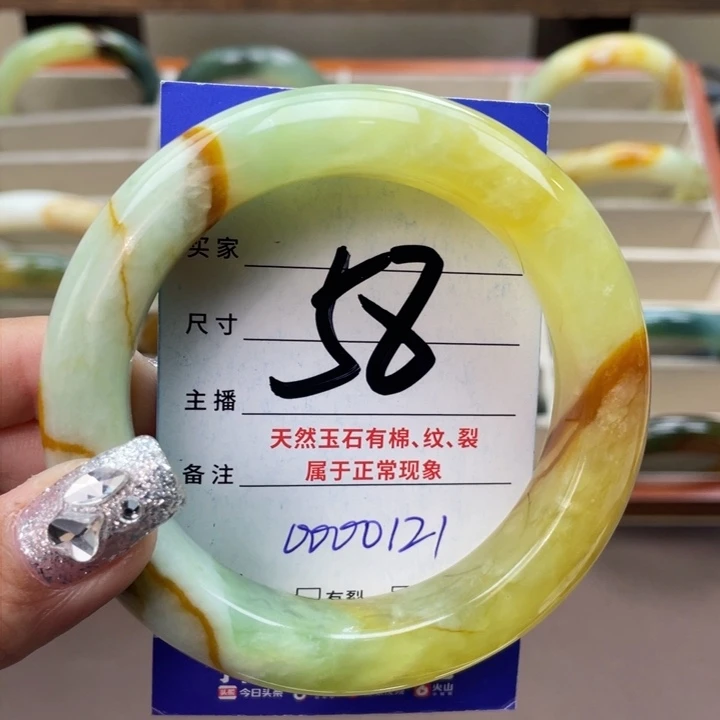 买家
58
尺寸
主播
天然玉石有棉、纹、裂
属于正常现象
备注
0000121
有裂
今日头条
火山